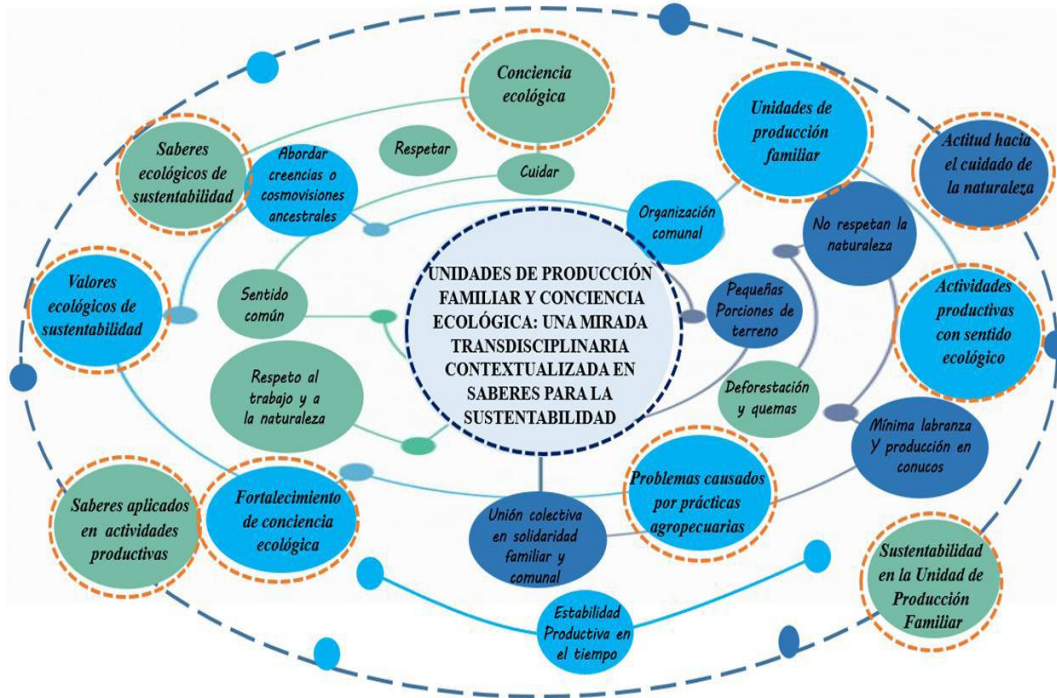 Conciencia
ecológica
Unidades de
producción
familiar
Actitud hacia
el cuidado de
la naturaleza
Saberes
ecológicos de
sustentabilidad
Abordar
creencias o
cosmovisiones
ancestrales
Respetar
Cuidar
Organización
comunal
No respetan la
naturaleza
Valores
ecológicos de
sustentabilidad
Sentido
común
UNIDADES DE PRODUCCIÓN
FAMILIAR Y CONCIENCIA
ECOLÓGICA: UNA MIRADA
TRANSDISCIPLINARIA
CONTEXTUALIZADA EN
SABERES PARA LA
SUSTENTABILIDAD
Pequeñas
Porciones de
terreno
Actividades
productivas
con sentido
ecológico
Respeto al
trabajo y a
la naturaleza
Deforestación
y quemas
Mínima labranza
Y producción en
conucos
Saberes aplicados
en actividades
productivas
Fortalecimiento
de conciencia
ecológica
Unión colectiva
en solidaridad
familiar y
comunal
Problemas causados
por prácticas
agropecuarias
Sustentabilidad
en la Unidad de
Producción
Familiar
Estabilidad
Productiva en
el tiempo